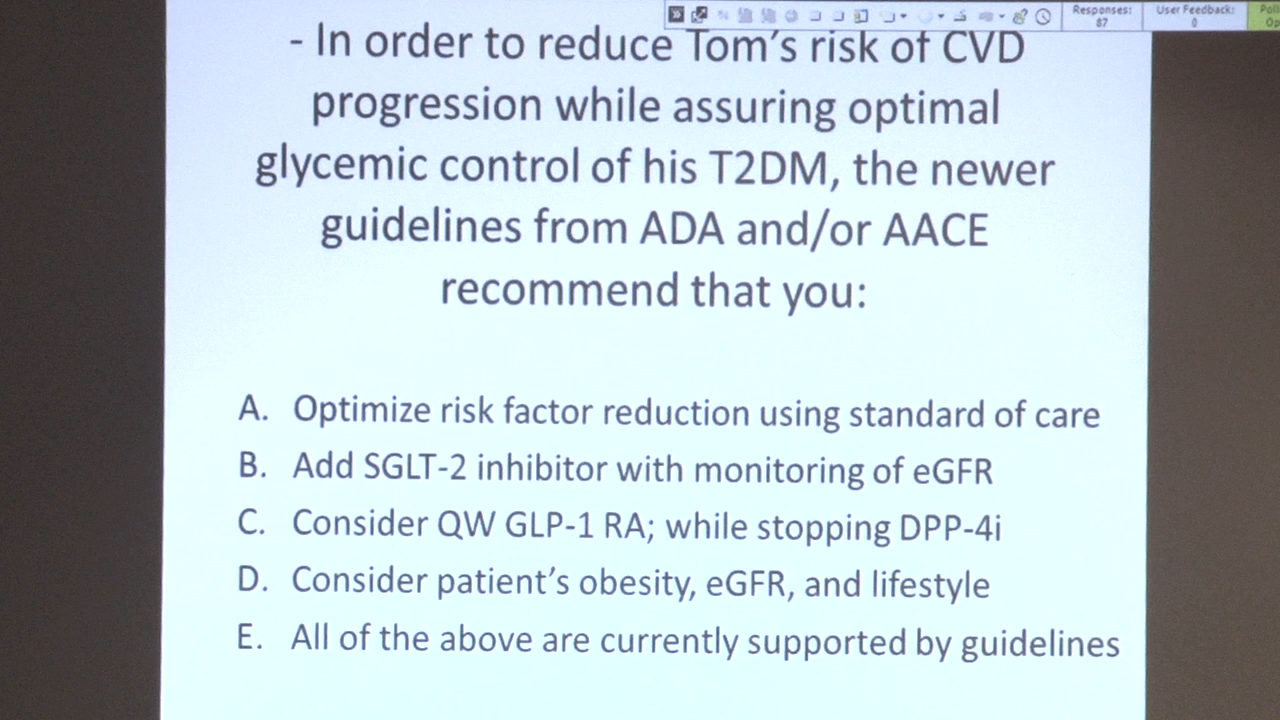 Responses: User Feedback: Poll
87 0 Op
- In order to reduce Tom's risk of CVD
progression while assuring optimal
glycemic control of his T2DM, the newer
guidelines from ADA and/or AACE
recommend that you:
A. Optimize risk factor reduction using standard of care
B. Add SGLT-2 inhibitor with monitoring of eGFR
C. Consider QW GLP-1 RA; while stopping DPP-4i
D. Consider patient's obesity, eGFR, and lifestyle
E. All of the above are currently supported by guidelines